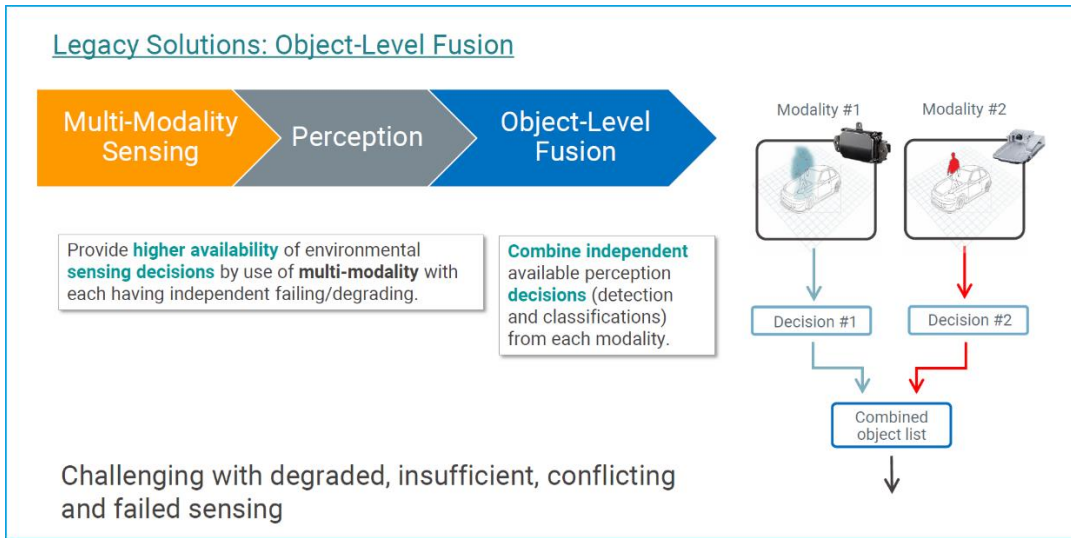 Legacy Solutions: Object-Level Fusion
Multi-Modality
Sensing
Perception
Object-Level
Fusion
Modality #1
Modality #2
Provide higher availability of environmental
sensing decisions by use of multi-modality with
each having independent failing/degrading.
Combine independent
available perception
decisions (detection
and classifications)
from each modality.
Decision #1
Decision #2
Combined
object list
Challenging with degraded, insufficient, conflicting
and failed sensing